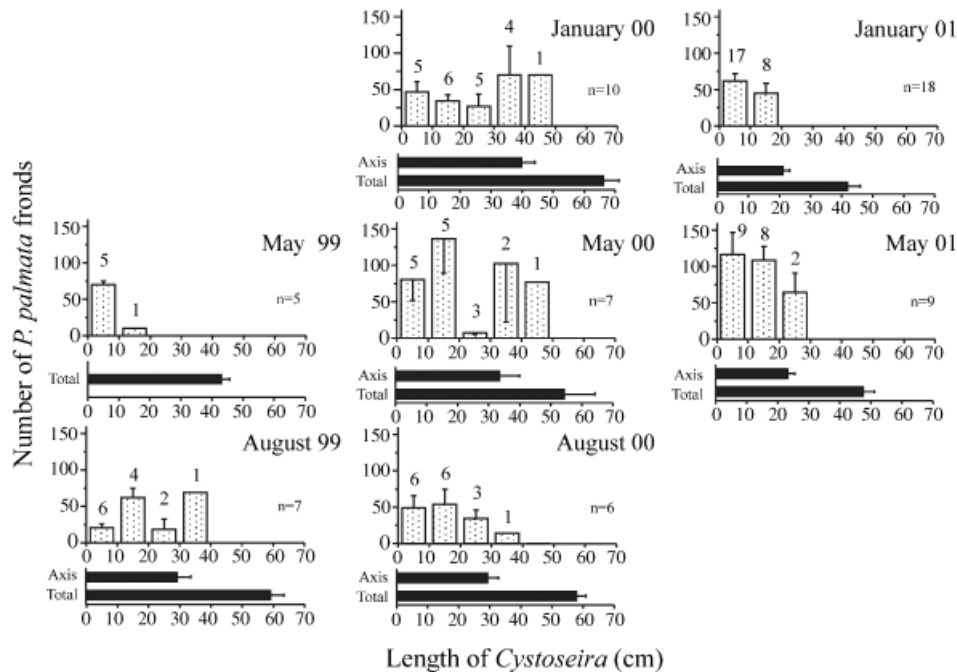 January 00
150
100
50
0
5 6 5 4 1
n=10
0 10 20 30 40 50 60 70
Axis
Total
0 10 20 30 40 50 60 70
January 01
150
100
50
0
17 8
n=18
0 10 20 30 40 50 60 70
Axis
Total
0 10 20 30 40 50 60 70
Number of P. palmata fronds
May 99
150
100
50
0
5 1
n=5
0 10 20 30 40 50 60 70
Total
0 10 20 30 40 50 60 70
May 00
150
100
50
0
5 5 3 2 1
n=7
0 10 20 30 40 50 60 70
Axis
Total
0 10 20 30 40 50 60 70
May 01
150
100
50
0
9 8 2
n=9
0 10 20 30 40 50 60 70
Axis
Total
0 10 20 30 40 50 60 70
August 99
150
100
50
0
6 4 2 1
n=7
0 10 20 30 40 50 60 70
Axis
Total
0 10 20 30 40 50 60 70
August 00
150
100
50
0
6 6 3 1
n=6
0 10 20 30 40 50 60 70
Axis
Total
0 10 20 30 40 50 60 70
Length of Cystoseira (cm)